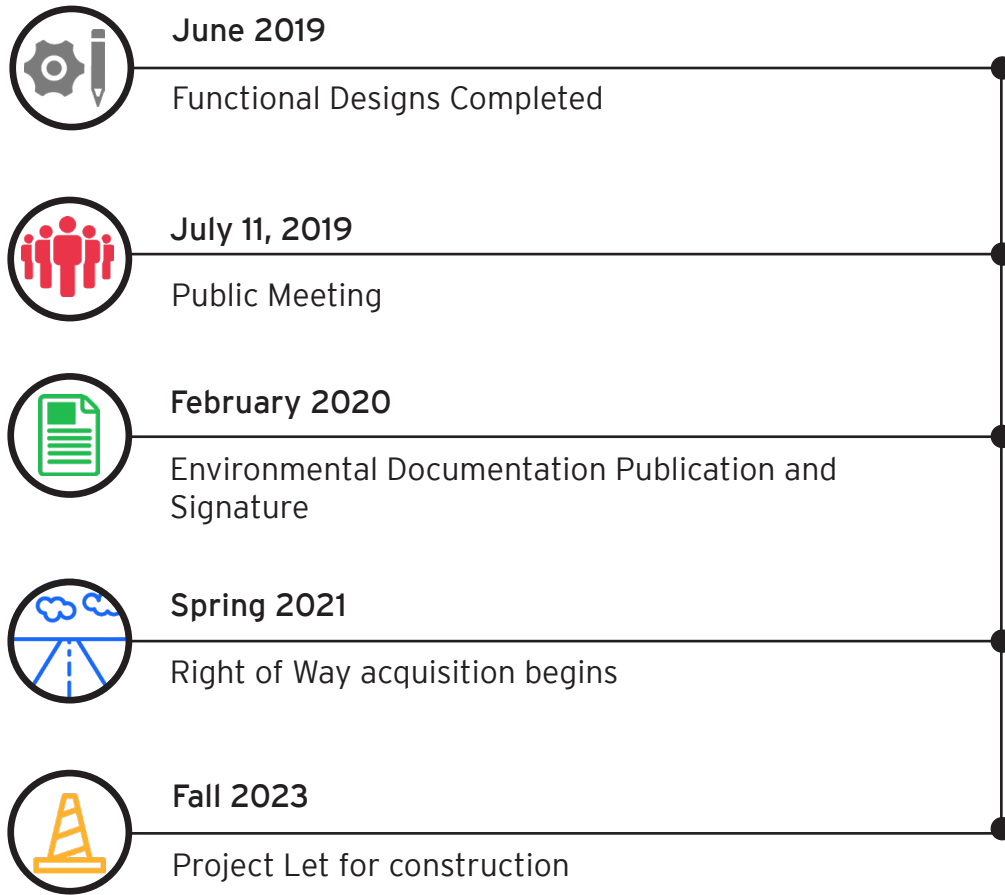 June 2019
Functional Designs Completed
July 11, 2019
Public Meeting
February 2020
Environmental Documentation Publication and
Signature
Spring 2021
Right of Way acquisition begins
Fall 2023
Project Let for construction